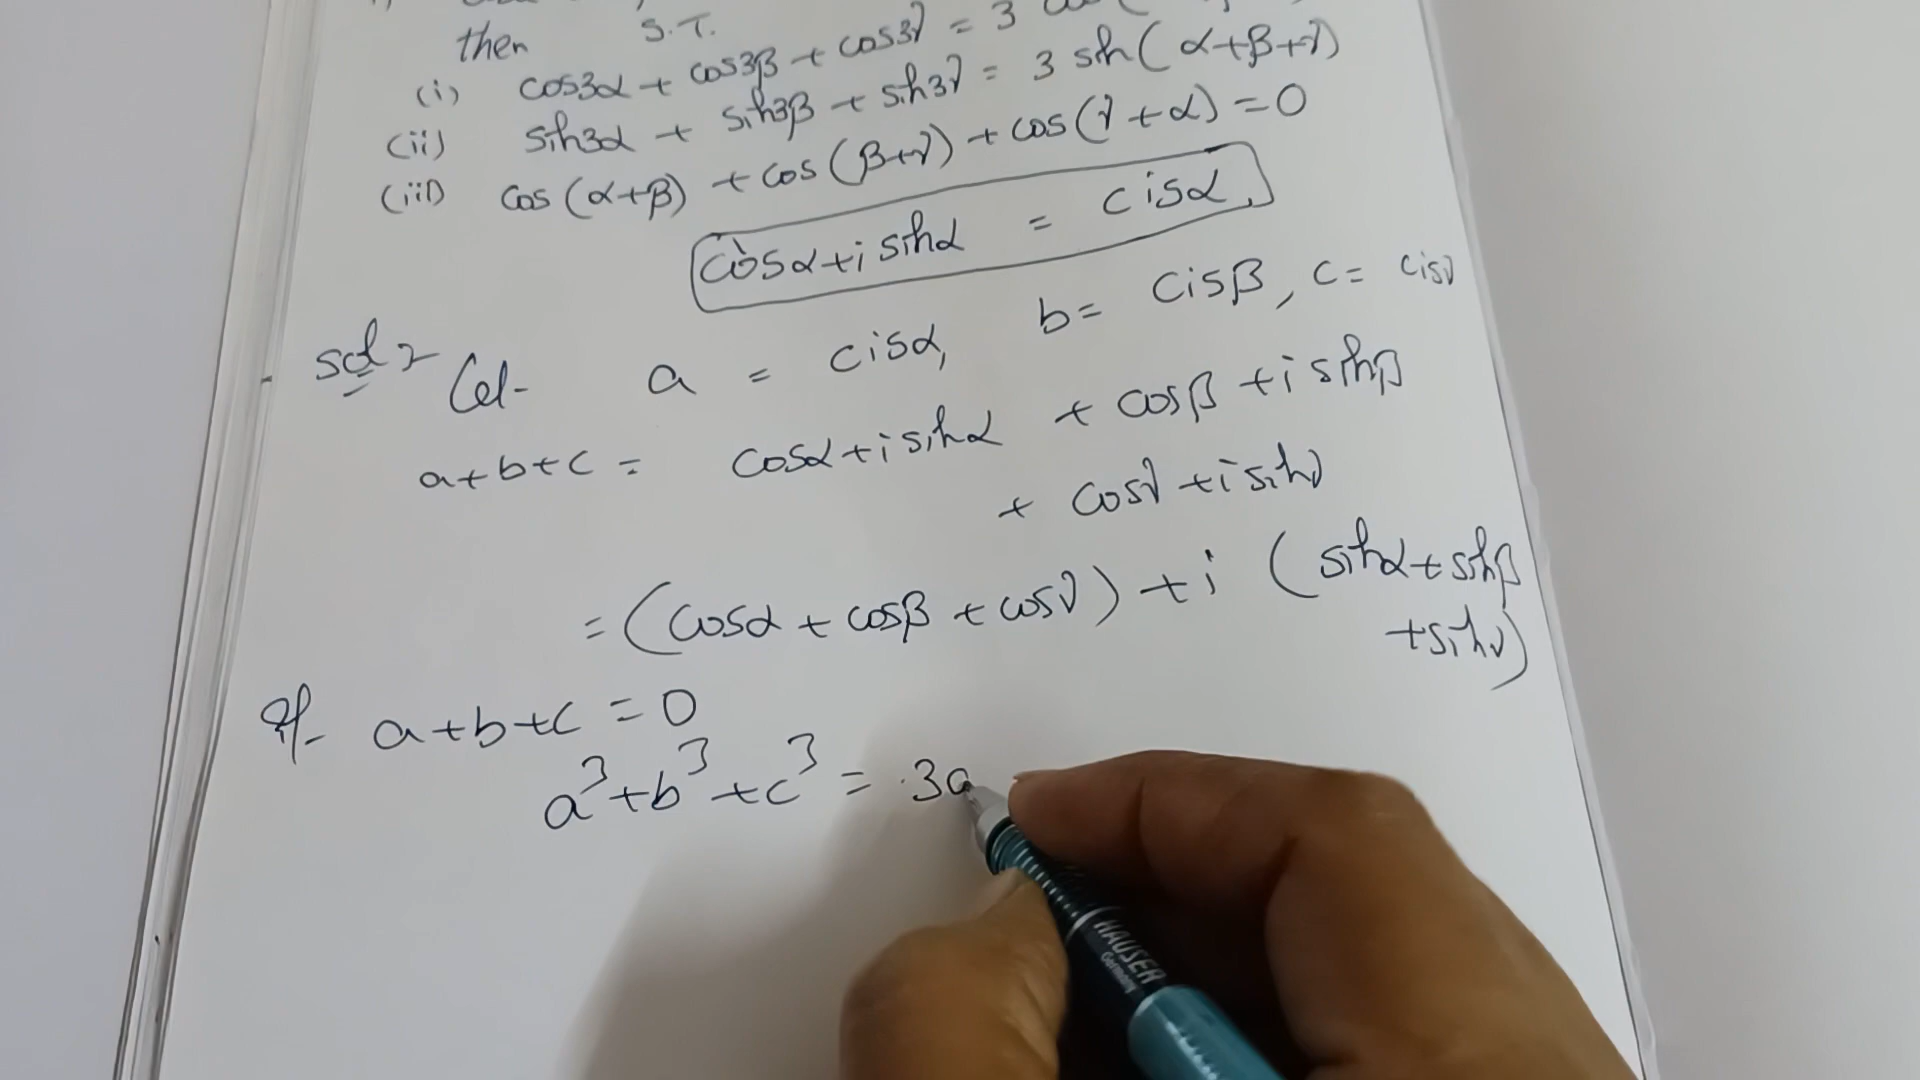 then S.T.
(i) cos3α + cos3β + cos3γ = 3
(ii) sin3α + sin3β + sin3γ = 3 sin(α+β+γ)
(iii) cos(α+β) + cos(β+γ) + cos(γ+α) = 0
cosα+i sinα = cisα
sol Let a = cisα, b= cisβ, c= cisγ
a+b+c = cosα+i sinα + cosβ +i sinβ
+ cosγ +i sinγ
= (cosα + cosβ + cosγ) + i (sinα + sinβ
+sinγ)
If a+b+c = 0
a³+b³+c³ = 3a
HAUSER
Germany